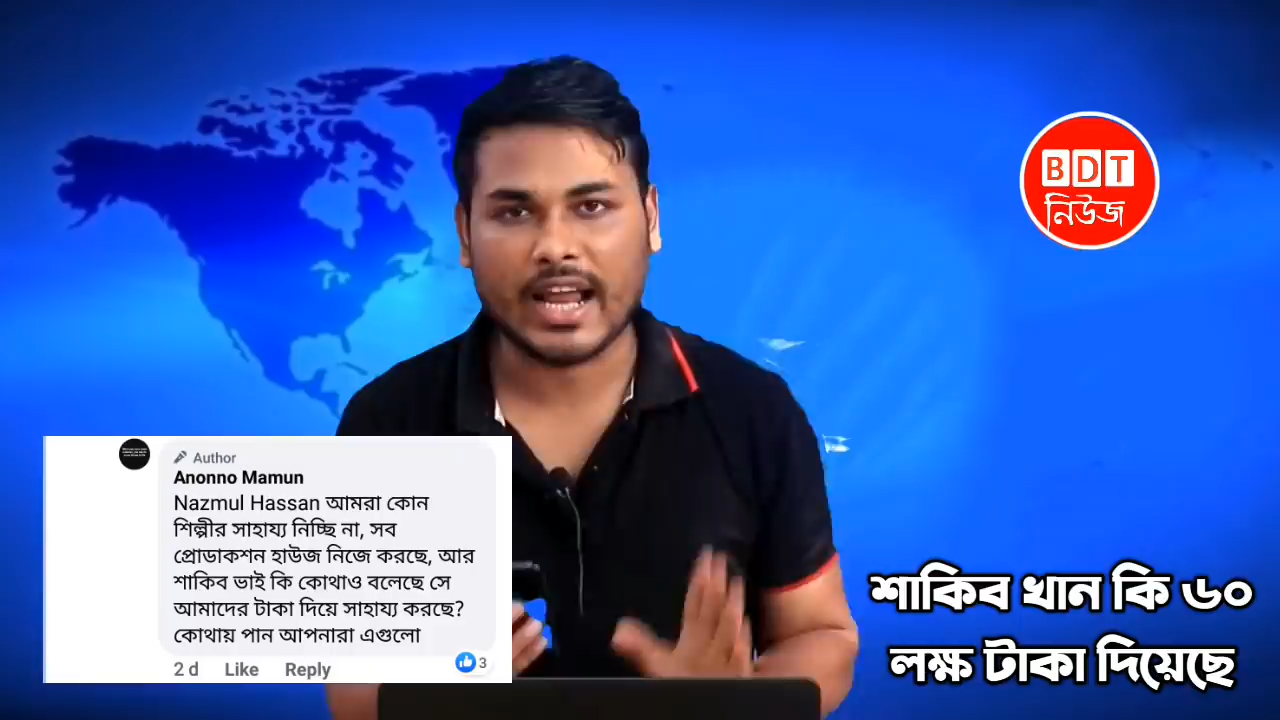 BDT
নিউজ
Author
Anonno Mamun
Nazmul Hassan আমরা কোন
শিল্পীর সাহায্য নিচ্ছি না, সব
প্রোডাকশন হাউজ নিজে করছে, আর
শাকিব ভাই কি কোথাও বলেছে সে
আমাদের টাকা দিয়ে সাহায্য করছে?
কোথায় পান আপনারা এগুলো
2 d Like Reply 3
শাকিব খান কি ৬০
লক্ষ টাকা দিয়েছে